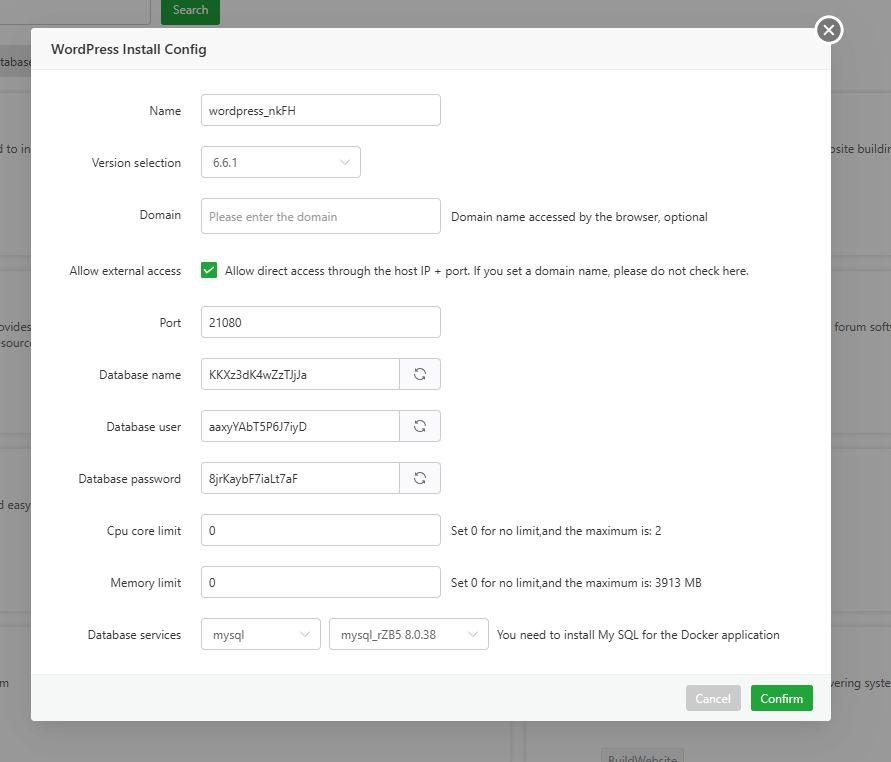 Search
WordPress Install Config
tabase
Name wordpress_nkFH
d to in
osite buildin
Version selection 6.6.1
Domain Please enter the domain Domain name accessed by the browser, optional
Allow external access Allow direct access through the host IP + port. If you set a domain name, please do not check here.
ovides
forum softw
Port 21080
esource
Database name KKXz3dK4wZzTJjJa
Database user aaxyYAbT5P6J7iyD
Database password 8jrKaybF7iaLt7aF
d easy
Cpu core limit 0 Set 0 for no limit,and the maximum is: 2
Memory limit 0 Set 0 for no limit,and the maximum is: 3913 MB
Database services mysql mysql_rZB5 8.0.38 You need to install My SQL for the Docker application
m
vering syste
Cancel Confirm
BuildWebsite